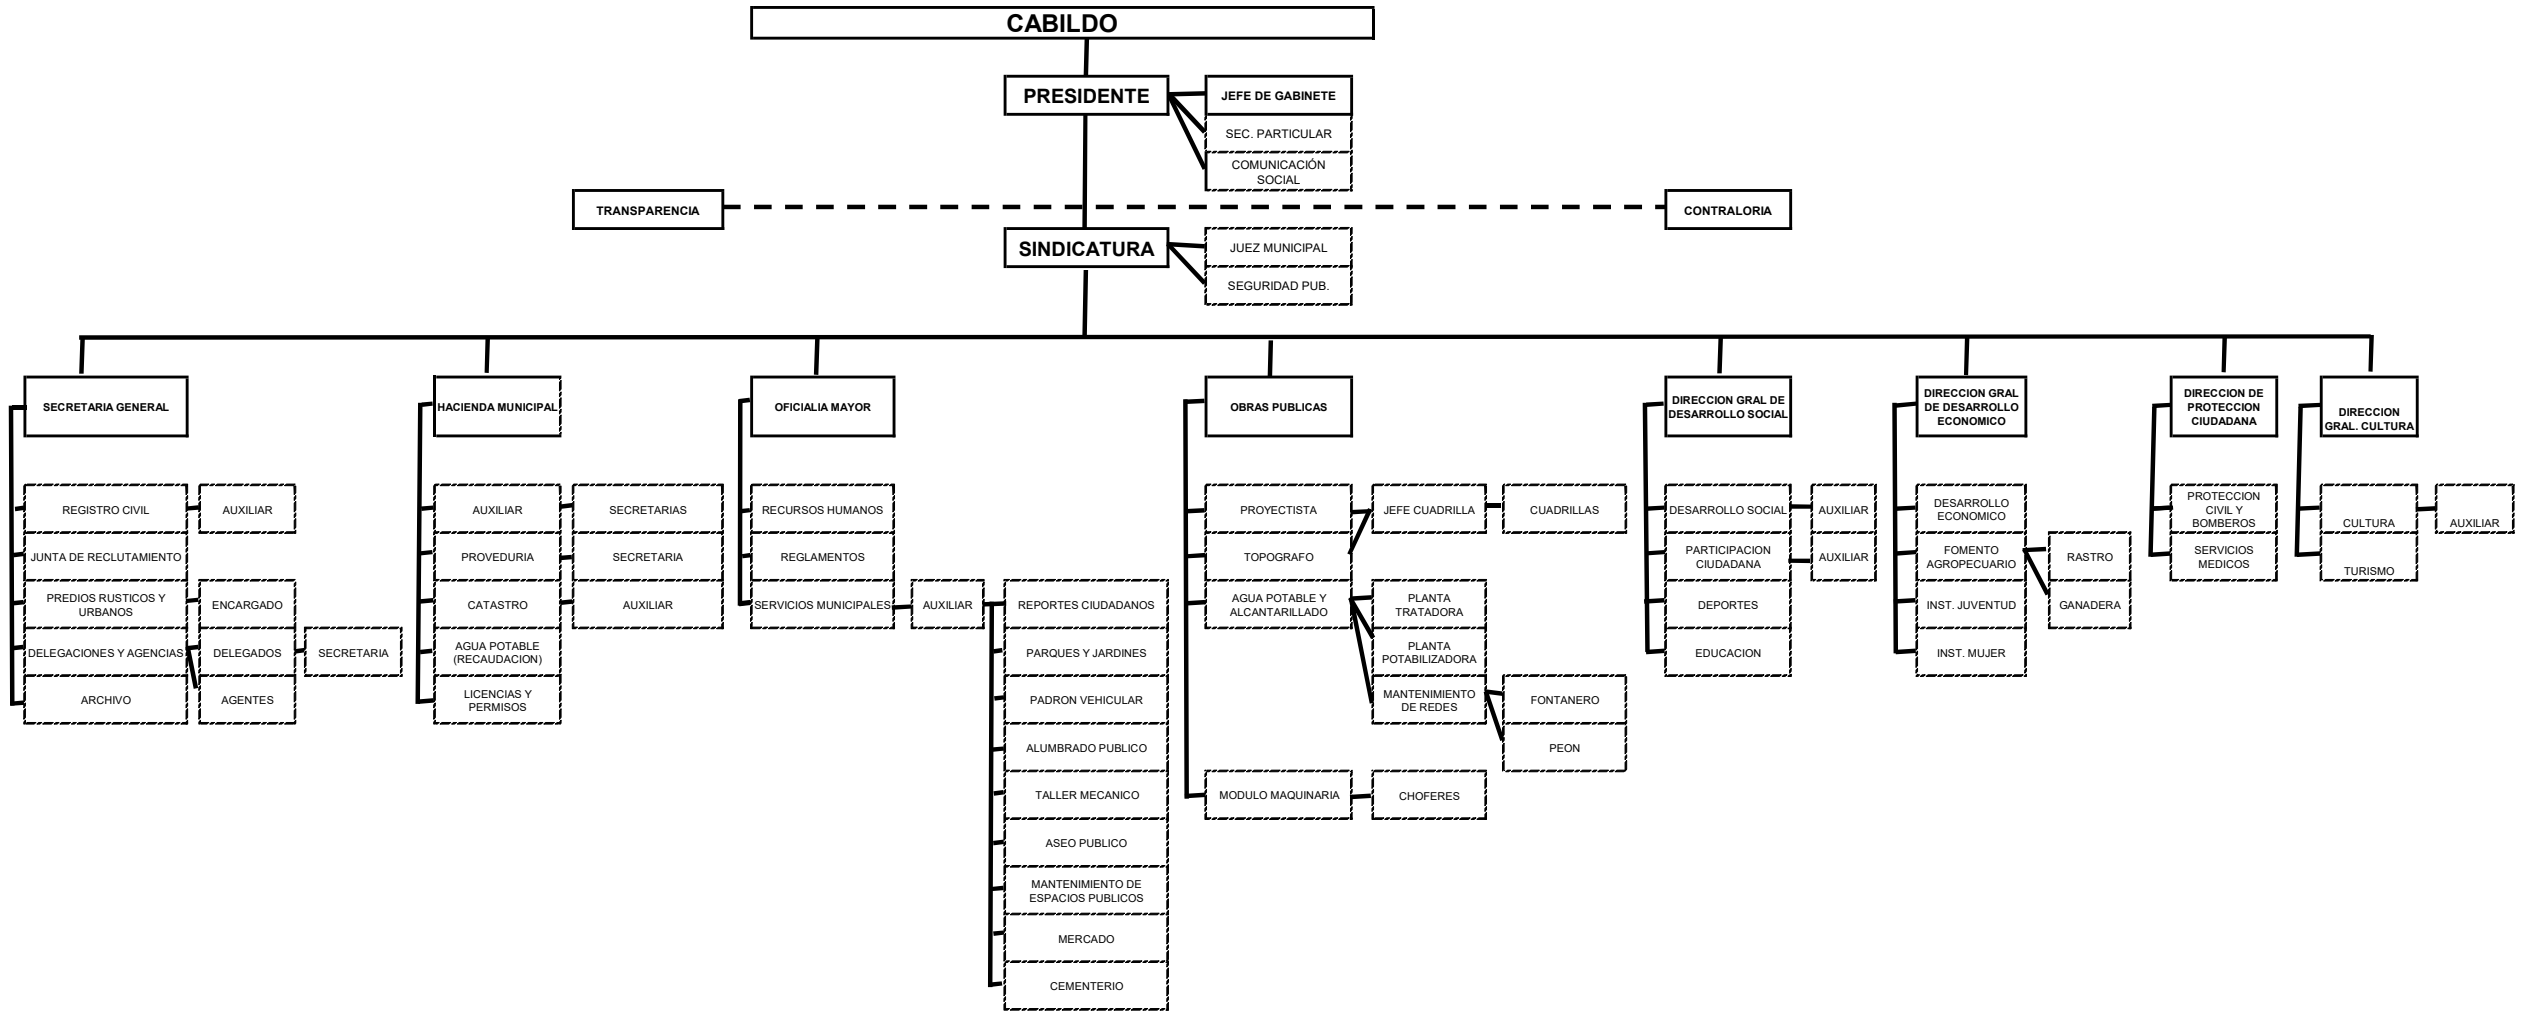 CABILDO
PRESIDENTE
JEFE DE GABINETE
SEC. PARTICULAR
COMUNICACIÓN
SOCIAL
TRANSPARENCIA
CONTRALORIA
SINDICATURA
JUEZ MUNICIPAL
SEGURIDAD PUB.
SECRETARIA GENERAL
REGISTRO CIVIL
AUXILIAR
JUNTA DE RECLUTAMIENTO
PREDIOS RUSTICOS Y
URBANOS
ENCARGADO
DELEGACIONES Y AGENCIAS
DELEGADOS
SECRETARIA
ARCHIVO
AGENTES
HACIENDA MUNICIPAL
AUXILIAR
SECRETARIAS
PROVEDURIA
SECRETARIA
CATASTRO
AUXILIAR
AGUA POTABLE
(RECAUDACION)
LICENCIAS Y
PERMISOS
OFICIALIA MAYOR
RECURSOS HUMANOS
REGLAMENTOS
SERVICIOS MUNICIPALES
AUXILIAR
REPORTES CIUDADANOS
PARQUES Y JARDINES
PADRON VEHICULAR
ALUMBRADO PUBLICO
TALLER MECANICO
ASEO PUBLICO
MANTENIMIENTO DE
ESPACIOS PUBLICOS
MERCADO
CEMENTERIO
OBRAS PUBLICAS
PROYECTISTA
JEFE CUADRILLA
CUADRILLAS
TOPOGRAFO
AGUA POTABLE Y
ALCANTARILLADO
PLANTA
TRATADORA
PLANTA
POTABILIZADORA
MANTENIMIENTO
DE REDES
FONTANERO
PEON
MODULO MAQUINARIA
CHOFERES
DIRECCION GRAL DE
DESARROLLO SOCIAL
DESARROLLO SOCIAL
AUXILIAR
PARTICIPACION
CIUDADANA
AUXILIAR
DEPORTES
EDUCACION
DIRECCION GRAL
DE DESARROLLO
ECONOMICO
DESARROLLO
ECONOMICO
FOMENTO
AGROPECUARIO
RASTRO
INST. JUVENTUD
GANADERA
INST. MUJER
DIRECCION DE
PROTECCION
CIUDADANA
PROTECCION
CIVIL Y
BOMBEROS
SERVICIOS
MEDICOS
DIRECCION
GRAL. CULTURA
CULTURA
AUXILIAR
TURISMO